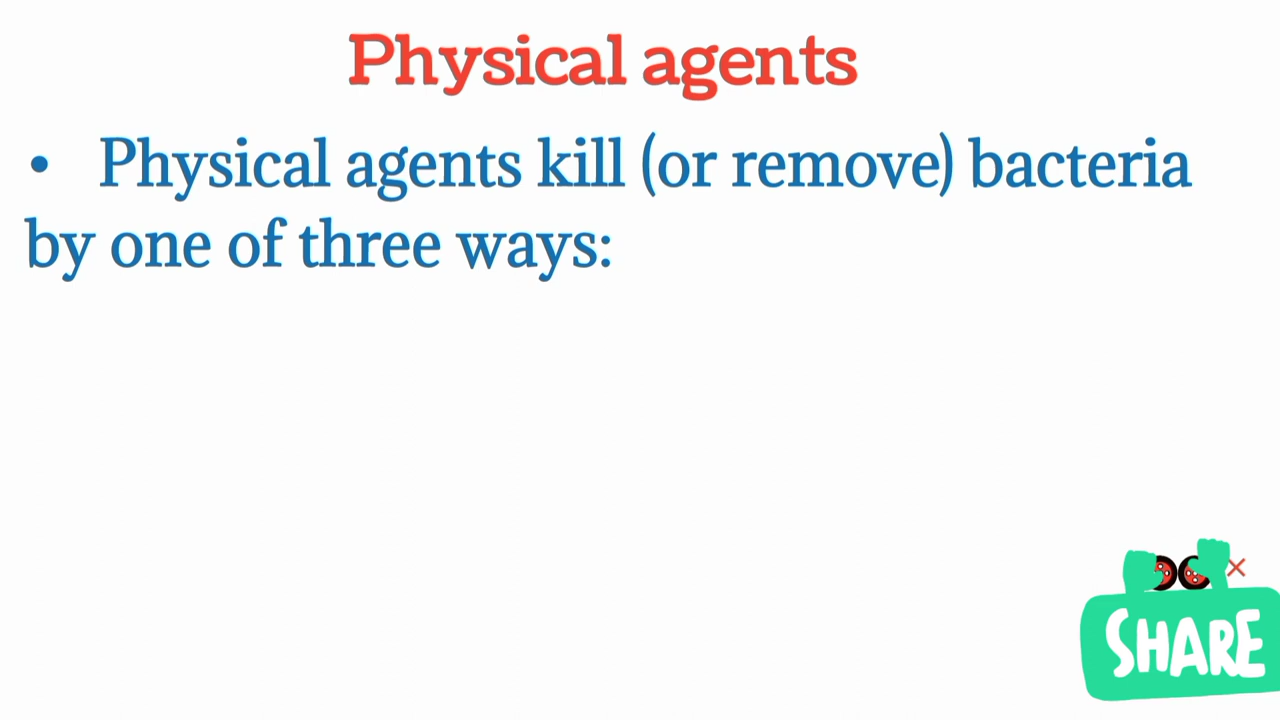 Physical agents
• Physical agents kill (or remove) bacteria
by one of three ways:
SHARE